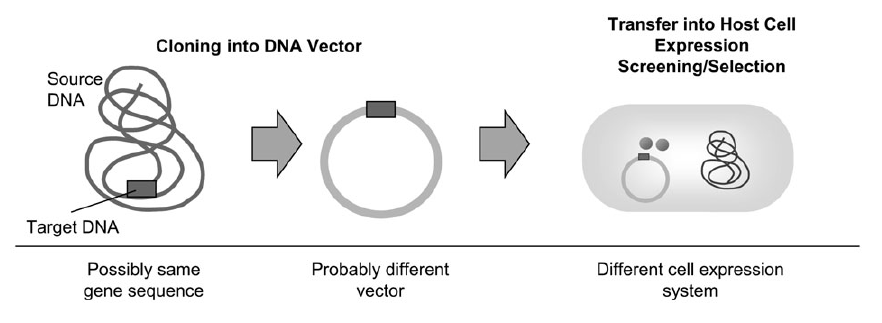 Cloning into DNA Vector
Transfer into Host Cell
Expression
Screening/Selection
Source
DNA
Target DNA
Possibly same
gene sequence
Probably different
vector
Different cell expression
system